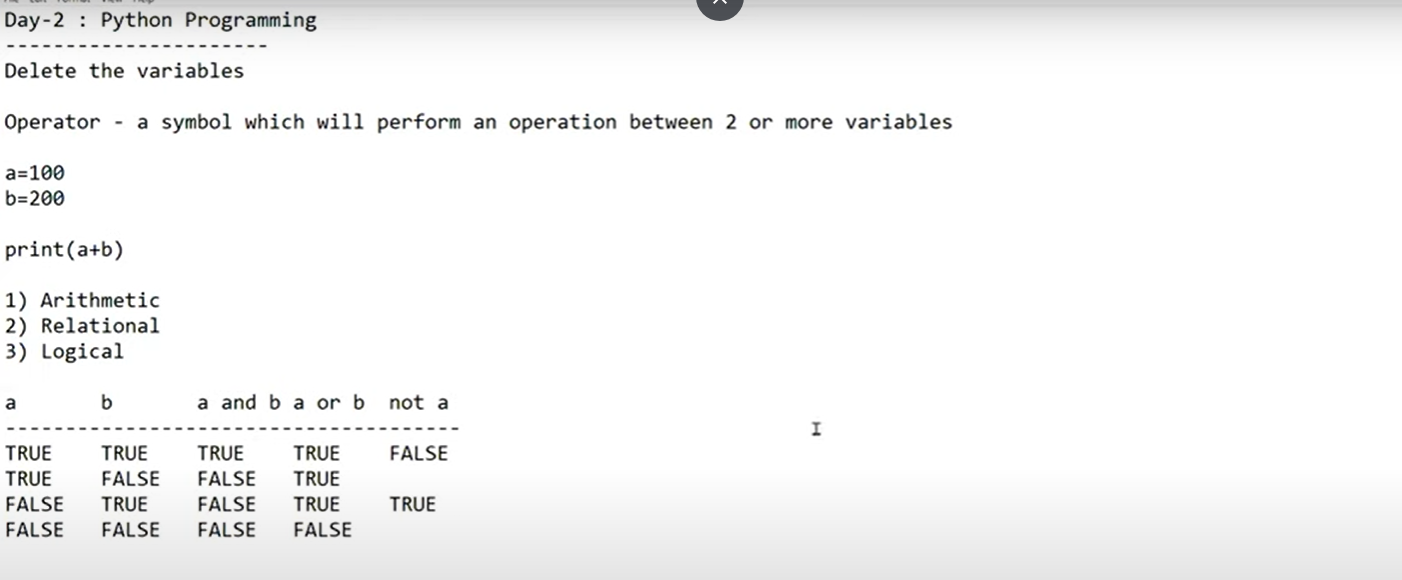 Day-2 : Python Programming
----------------------
Delete the variables
Operator - a symbol which will perform an operation between 2 or more variables
a=100
b=200
print(a+b)
1) Arithmetic
2) Relational
3) Logical
a b a and b a or b not a
--------------------------------------
TRUE TRUE TRUE TRUE FALSE
TRUE FALSE FALSE TRUE
FALSE TRUE FALSE TRUE TRUE
FALSE FALSE FALSE FALSE